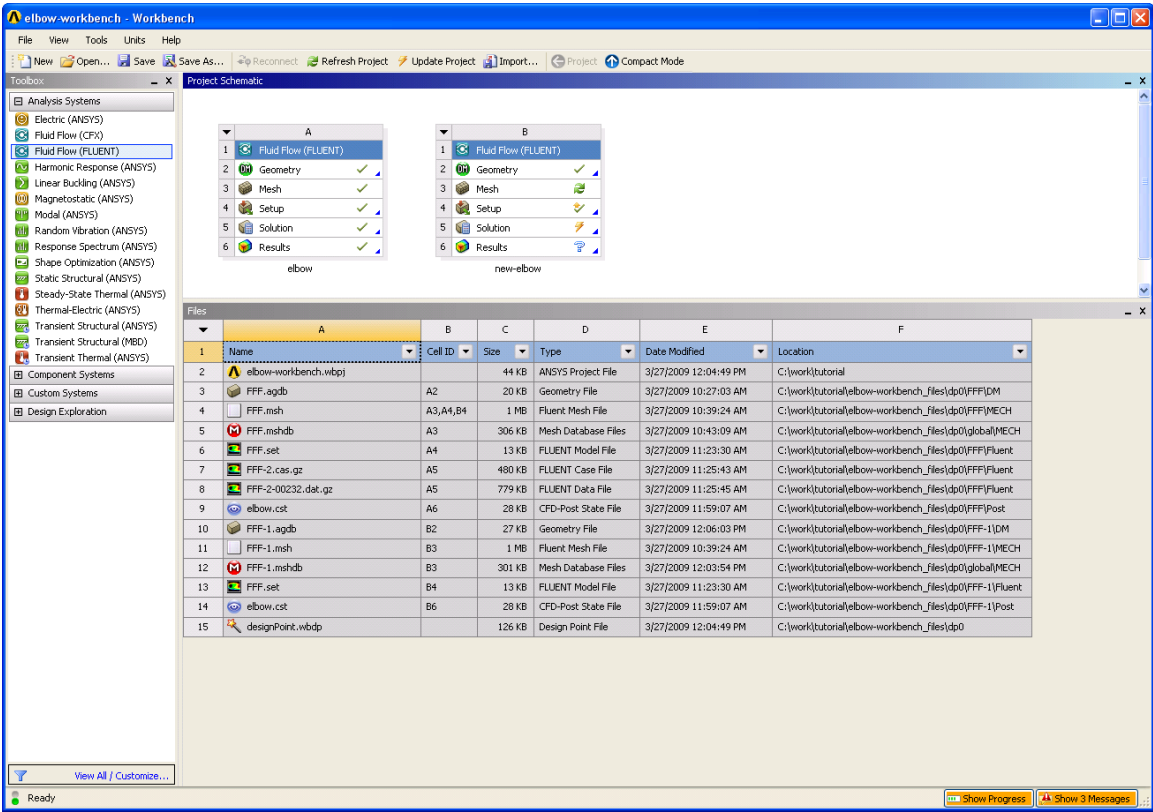 elbow-workbench - Workbench
File View Tools Units Help
New Open... Save Save As... Reconnect Refresh Project Update Project Import... Project Compact Mode
Toolbox
Analysis Systems
Electric (ANSYS)
Fluid Flow (CFX)
Fluid Flow (FLUENT)
Harmonic Response (ANSYS)
Linear Buckling (ANSYS)
Magnetostatic (ANSYS)
Modal (ANSYS)
Random Vibration (ANSYS)
Response Spectrum (ANSYS)
Shape Optimization (ANSYS)
Static Structural (ANSYS)
Steady-State Thermal (ANSYS)
Thermal-Electric (ANSYS)
Transient Structural (ANSYS)
Transient Structural (MBD)
Transient Thermal (ANSYS)
Component Systems
Custom Systems
Design Exploration
View All / Customize...
Project Schematic
A
1 Fluid Flow (FLUENT)
2 Geometry
3 Mesh
4 Setup
5 Solution
6 Results
elbow
B
1 Fluid Flow (FLUENT)
2 Geometry
3 Mesh
4 Setup
5 Solution
6 Results
new-elbow
Files
A B C D E F
1 Name Cell ID Size Type Date Modified Location
2 elbow-workbench.wbpj 44 KB ANSYS Project File 3/27/2009 12:04:49 PM C:\work\tutorial
3 FFF.agdb A2 20 KB Geometry File 3/27/2009 10:27:03 AM C:\work\tutorial\elbow-workbench_files\dp0\FFF\DM
4 FFF.msh A3,A4,B4 1 MB Fluent Mesh File 3/27/2009 10:39:24 AM C:\work\tutorial\elbow-workbench_files\dp0\FFF\MECH
5 FFF.mshdb A3 306 KB Mesh Database Files 3/27/2009 10:43:09 AM C:\work\tutorial\elbow-workbench_files\dp0\global\MECH
6 FFF.set A4 13 KB FLUENT Model File 3/27/2009 11:23:30 AM C:\work\tutorial\elbow-workbench_files\dp0\FFF\Fluent
7 FFF-2.cas.gz A5 480 KB FLUENT Case File 3/27/2009 11:25:43 AM C:\work\tutorial\elbow-workbench_files\dp0\FFF\Fluent
8 FFF-2-00232.dat.gz A5 779 KB FLUENT Data File 3/27/2009 11:25:45 AM C:\work\tutorial\elbow-workbench_files\dp0\FFF\Fluent
9 elbow.cst A6 28 KB CFD-Post State File 3/27/2009 11:59:07 AM C:\work\tutorial\elbow-workbench_files\dp0\FFF\Post
10 FFF-1.agdb B2 27 KB Geometry File 3/27/2009 12:06:03 PM C:\work\tutorial\elbow-workbench_files\dp0\FFF-1\DM
11 FFF-1.msh B3 1 MB Fluent Mesh File 3/27/2009 10:39:24 AM C:\work\tutorial\elbow-workbench_files\dp0\FFF-1\MECH
12 FFF-1.mshdb B3 301 KB Mesh Database Files 3/27/2009 12:03:54 PM C:\work\tutorial\elbow-workbench_files\dp0\global\MECH
13 FFF.set B4 13 KB FLUENT Model File 3/27/2009 11:23:30 AM C:\work\tutorial\elbow-workbench_files\dp0\FFF-1\Fluent
14 elbow.cst B6 28 KB CFD-Post State File 3/27/2009 11:59:07 AM C:\work\tutorial\elbow-workbench_files\dp0\FFF-1\Post
15 designPoint.wbdp 126 KB Design Point File 3/27/2009 12:04:49 PM C:\work\tutorial\elbow-workbench_files\dp0
Ready
Show Progress
Show 3 Messages